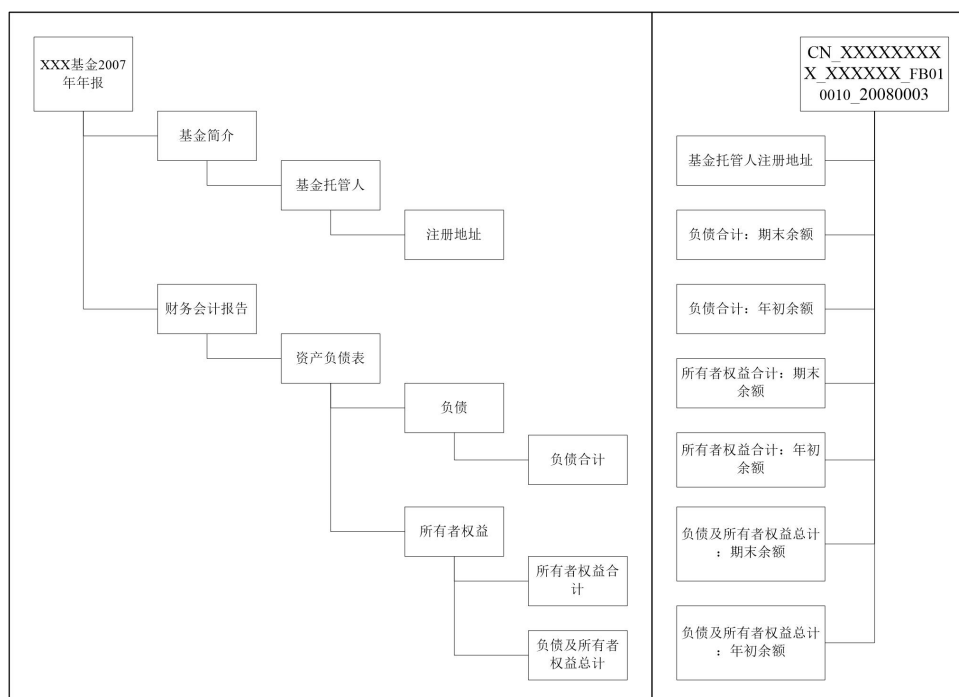 XXX基金2007
年年报
基金简介
基金托管人
注册地址
财务会计报告
资产负债表
负债
负债合计
所有者权益
所有者权益合
计
负债及所有者
权益总计
CN_XXXXXXXX
X_XXXXXX_FB01
0010_20080003
基金托管人注册地址
负债合计：期末余额
负债合计：年初余额
所有者权益合计：期末
余额
所有者权益合计：年初
余额
负债及所有者权益总计
：期末余额
负债及所有者权益总计
：年初余额